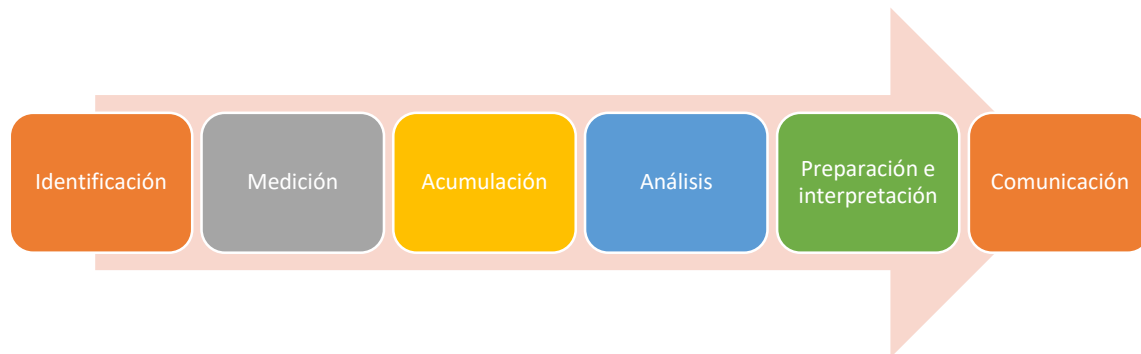 Identificación
Medición
Acumulación
Análisis
Preparación e
interpretación
Comunicación